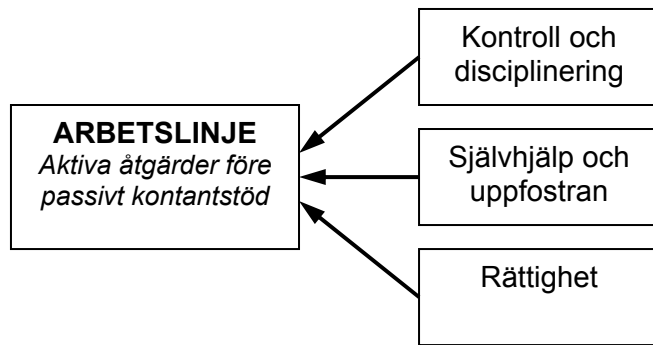 ARBETSLINJE
Aktiva åtgärder före
passivt kontantstöd
Kontroll och
disciplinering
Självhjälp och
uppfostran
Rättighet